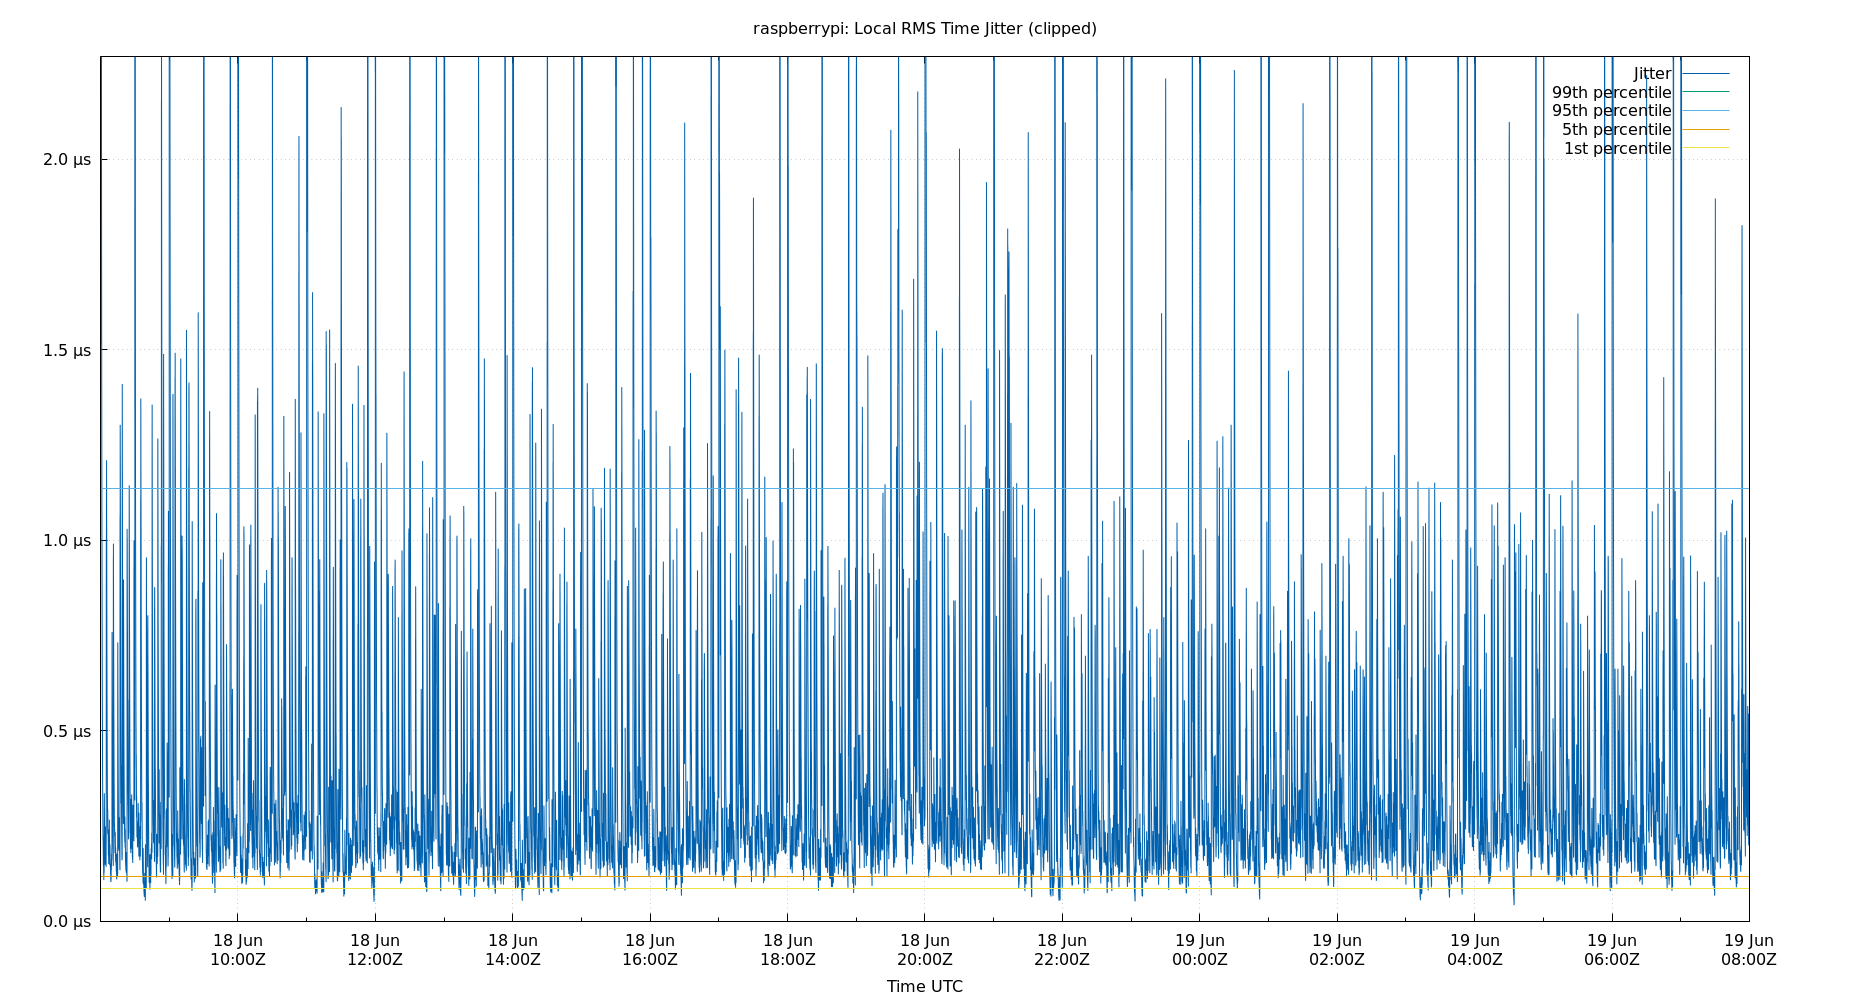 raspberrypi: Local RMS Time Jitter (clipped)
Jitter
99th percentile
95th percentile
5th percentile
1st percentile
2.0 µs
1.5 µs
1.0 µs
0.5 µs
0.0 µs
18 Jun 18 Jun 18 Jun 18 Jun 18 Jun 18 Jun 18 Jun 19 Jun 19 Jun 19 Jun 19 Jun 19 Jun
10:00Z 12:00Z 14:00Z 16:00Z 18:00Z 20:00Z 22:00Z 00:00Z 02:00Z 04:00Z 06:00Z 08:00Z
Time UTC